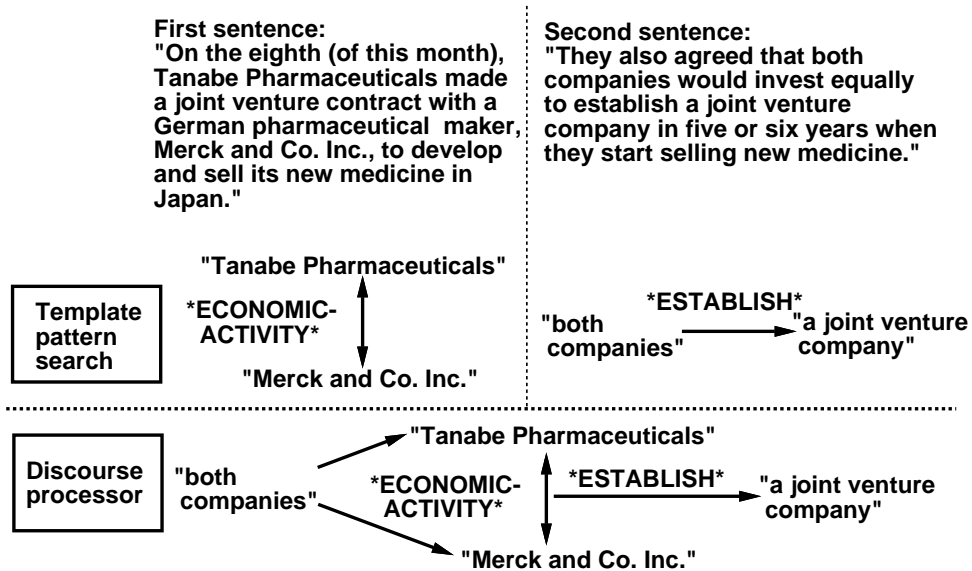 First sentence:
"On the eighth (of this month),
Tanabe Pharmaceuticals made
a joint venture contract with a
German pharmaceutical maker,
Merck and Co. Inc., to develop
and sell its new medicine in
Japan."
Second sentence:
"They also agreed that both
companies would invest equally
to establish a joint venture
company in five or six years when
they start selling new medicine."
Template
pattern
search
"Tanabe Pharmaceuticals"
*ECONOMIC-
ACTIVITY*
"Merck and Co. Inc."
"both
companies"
*ESTABLISH*
"a joint venture
company"
Discourse
processor
"both
companies"
"Tanabe Pharmaceuticals"
*ECONOMIC-
ACTIVITY*
*ESTABLISH*
"a joint venture
company"
"Merck and Co. Inc."